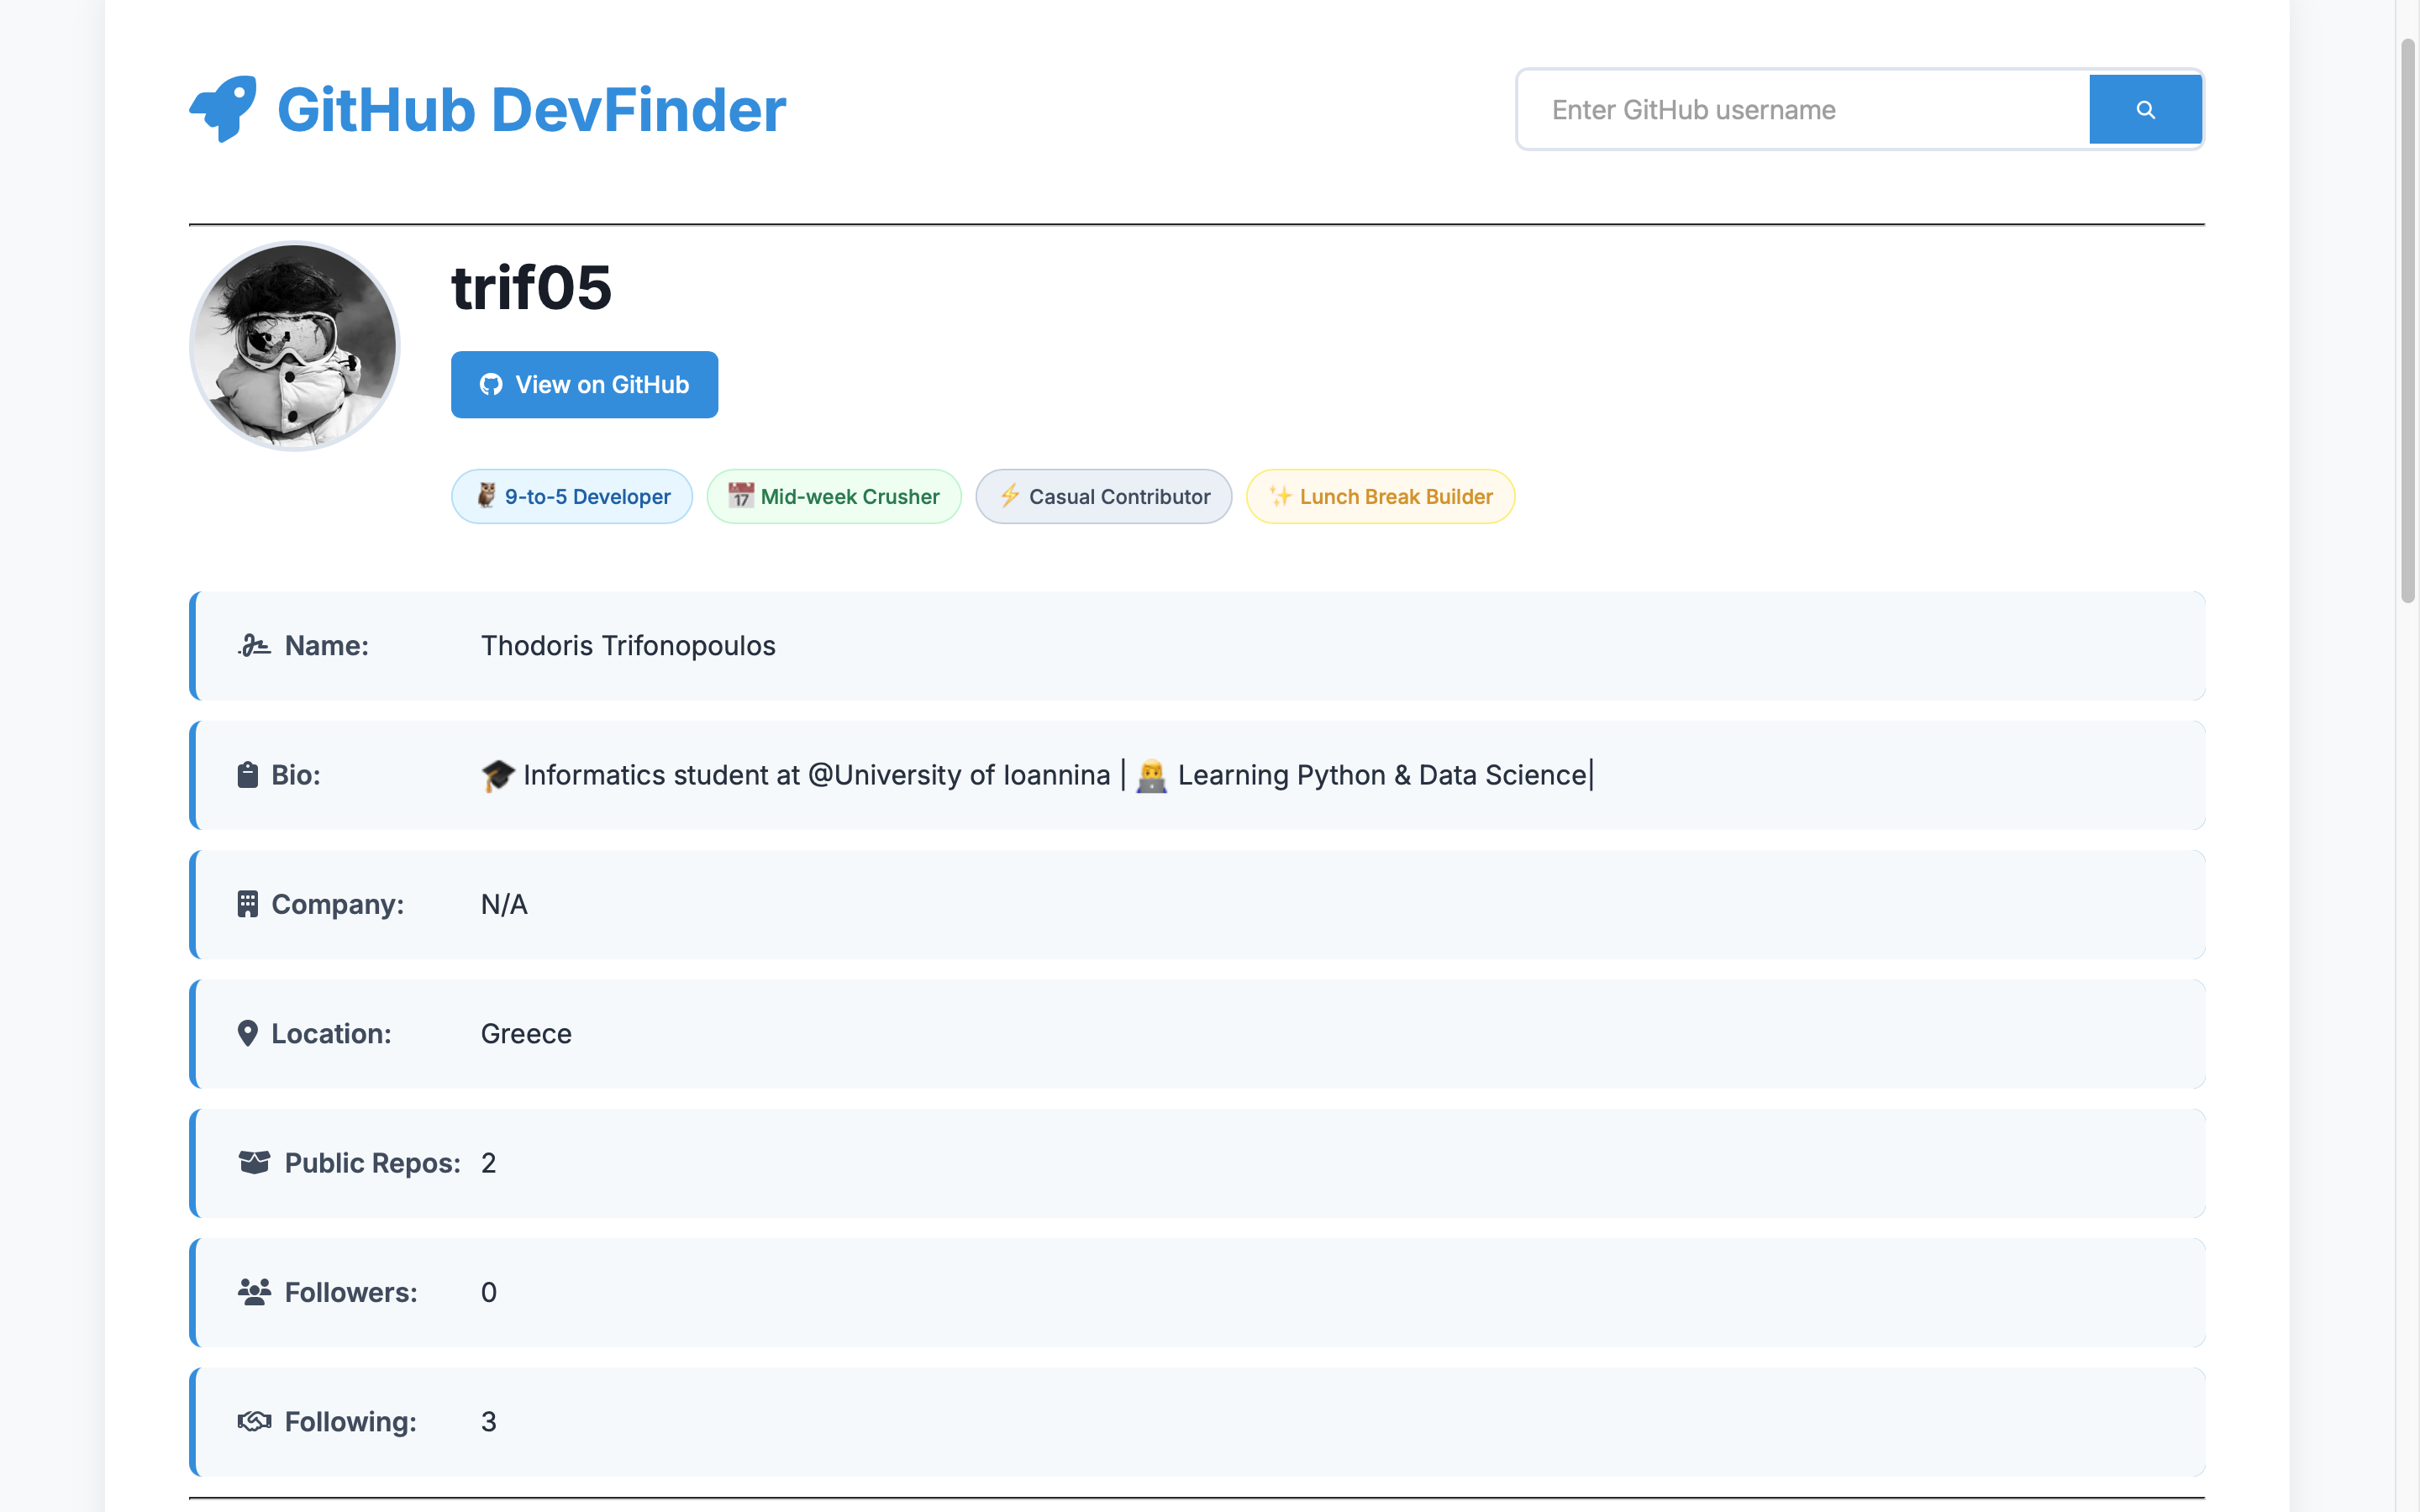 GitHub DevFinder
Enter GitHub username
trif05
View on GitHub
🦉 9-to-5 Developer
📅 Mid-week Crusher
⚡ Casual Contributor
✨ Lunch Break Builder
Name: Thodoris Trifonopoulos
Bio: 🎓 Informatics student at @University of Ioannina | 👨‍💻 Learning Python & Data Science|
Company: N/A
Location: Greece
Public Repos: 2
Followers: 0
Following: 3